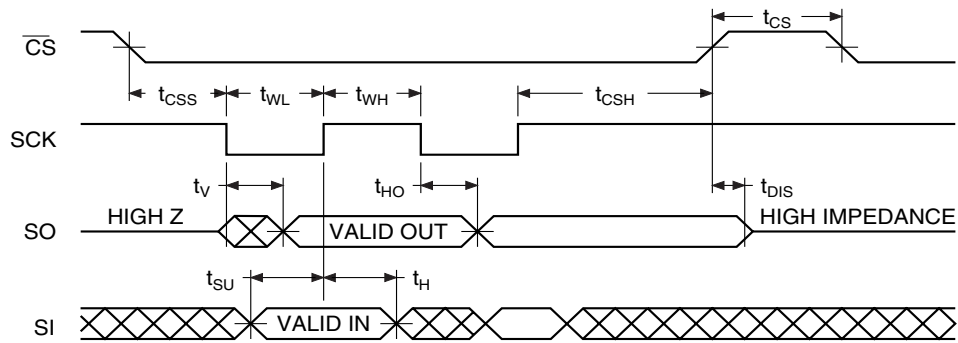 tCS
CS
tCSS tWL tWH tCSH
SCK
tV tHO tDIS
HIGH Z HIGH IMPEDANCE
SO VALID OUT
tSU tH
SI VALID IN